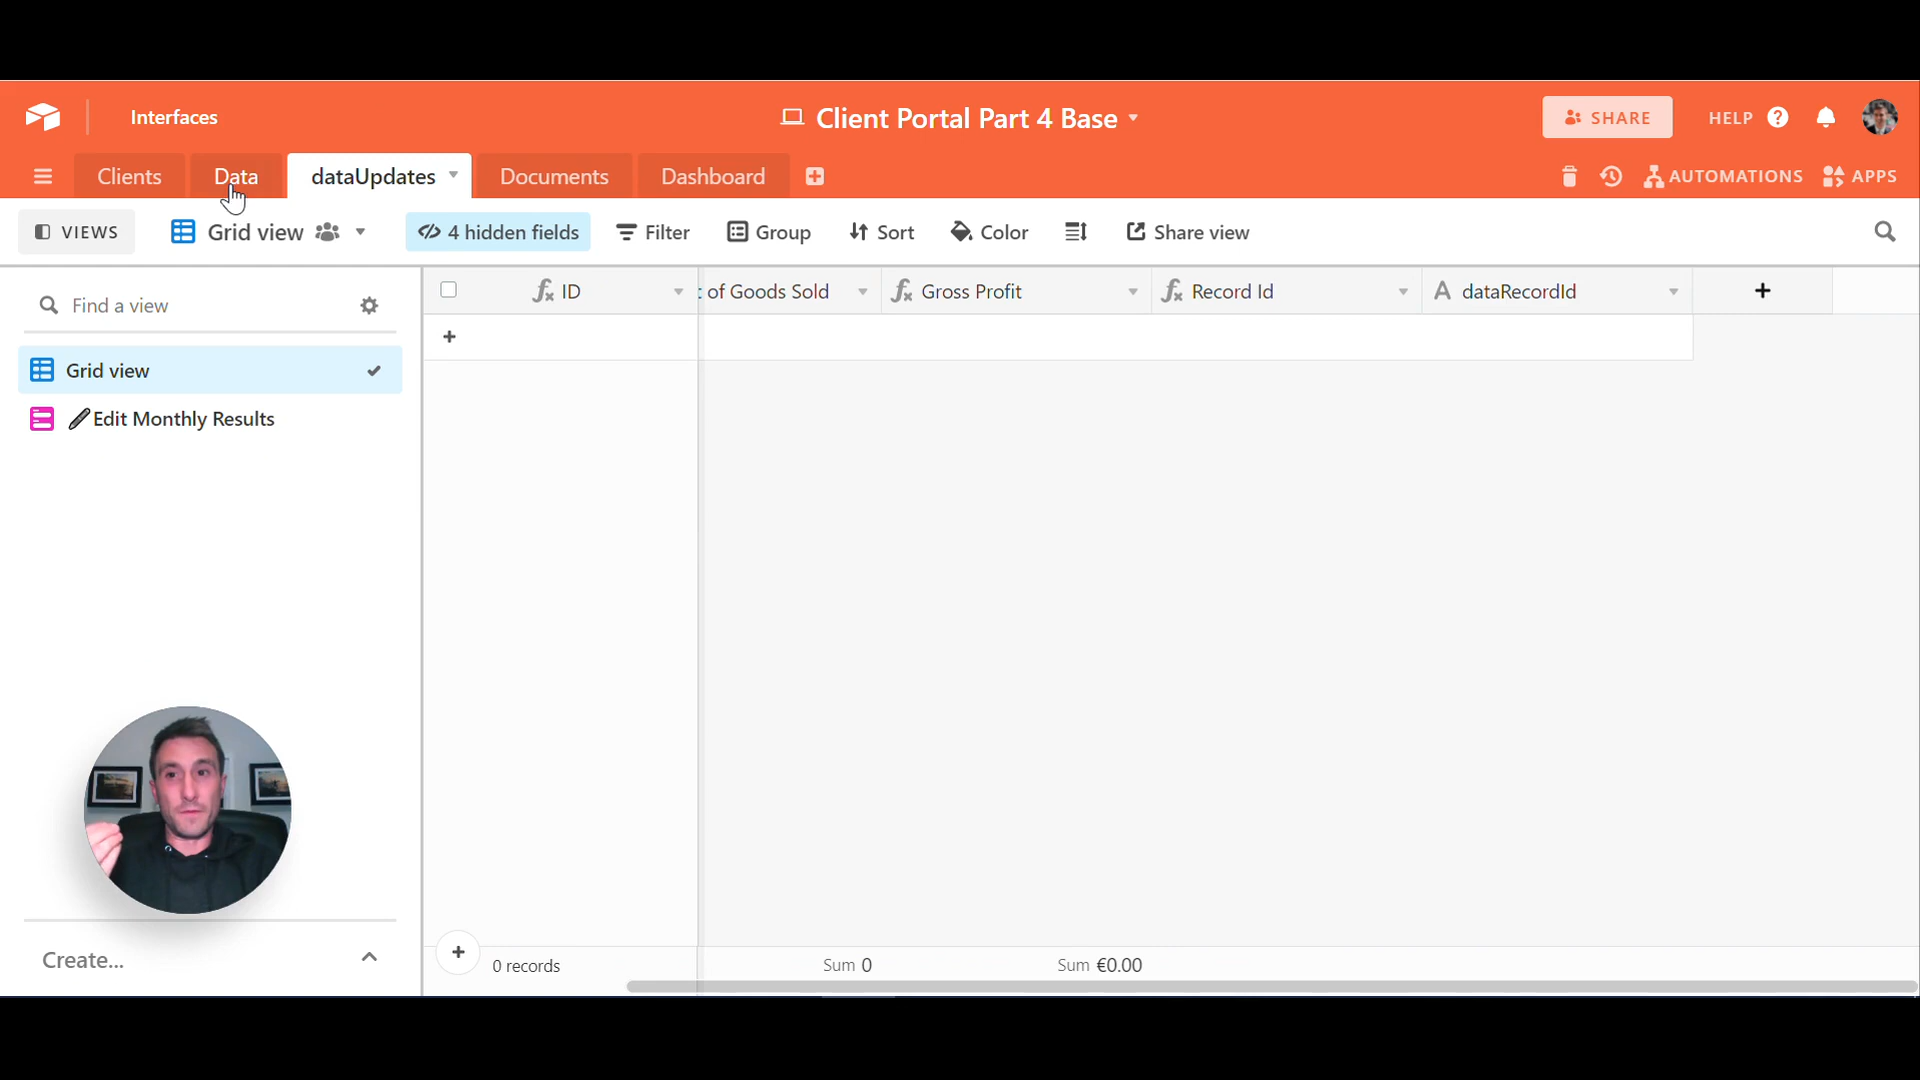 Interfaces
Client Portal Part 4 Base
SHARE
HELP
Clients
Data
dataUpdates
Documents
Dashboard
AUTOMATIONS
APPS
VIEWS
Grid view
4 hidden fields
Filter
Group
Sort
Color
Share view
Find a view
ID
of Goods Sold
Gross Profit
Record Id
dataRecordId
Grid view
Edit Monthly Results
Create...
0 records
Sum 0
Sum €0.00